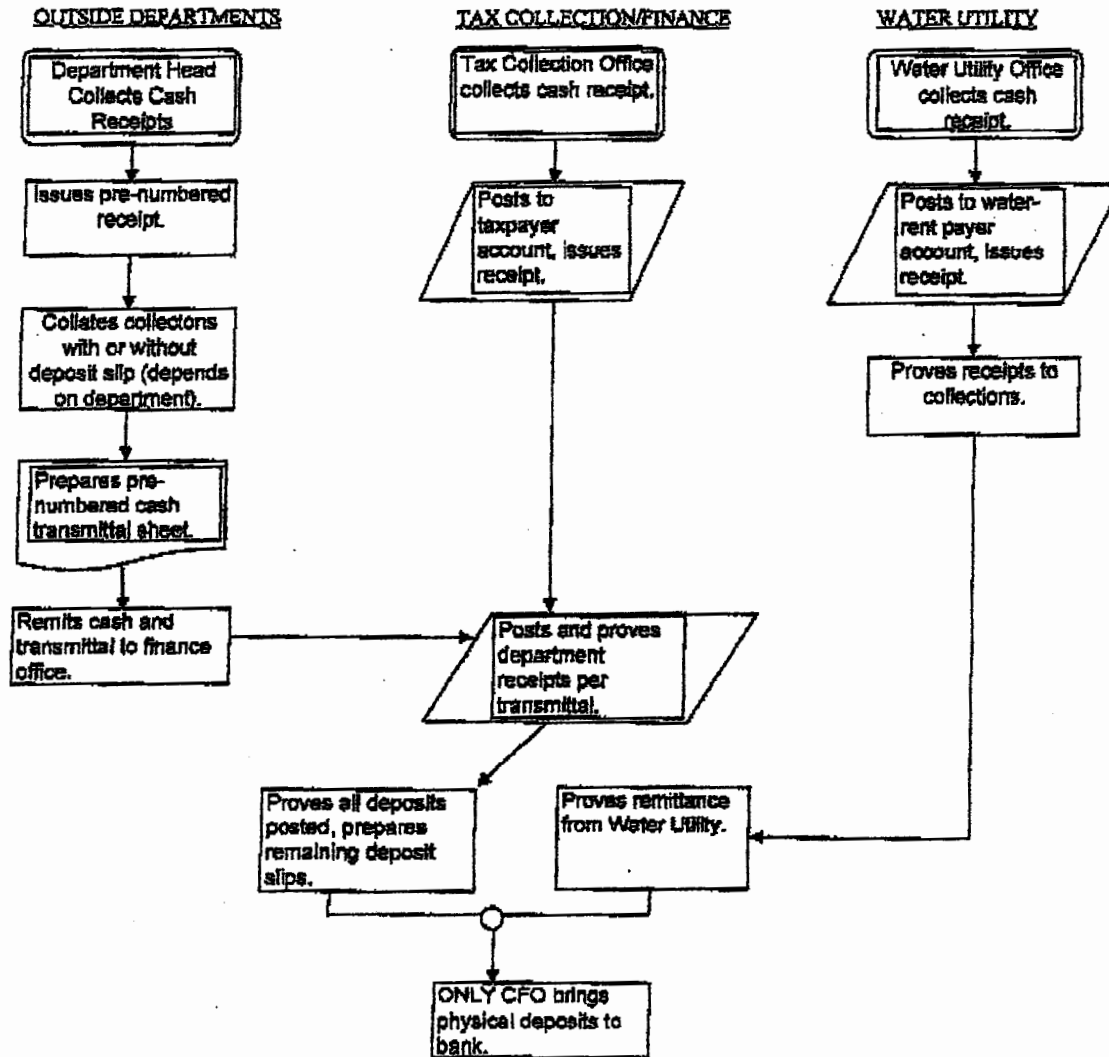 OUTSIDE DEPARTMENTS
TAX COLLECTION/FINANCE
WATER UTILITY
Department Head
Collects Cash
Receipts
Tax Collection Office
collects cash receipt.
Water Utility Office
collects cash
receipt.
Issues pre-numbered
receipt.
Posts to
taxpayer
account, issues
receipt.
Posts to water-
rent payer
account, issues
receipt.
Collates collectons
with or without
deposit slip (depends
on department).
Proves receipts to
collections.
Prepares pre-
numbered cash
transmittal sheet.
Remits cash and
transmittal to finance
office.
Posts and proves
department
receipts per
transmittal.
Proves all deposits
posted, prepares
remaining deposit
slips.
Proves remittance
from Water Utility.
ONLY CFO brings
physical deposits to
bank.